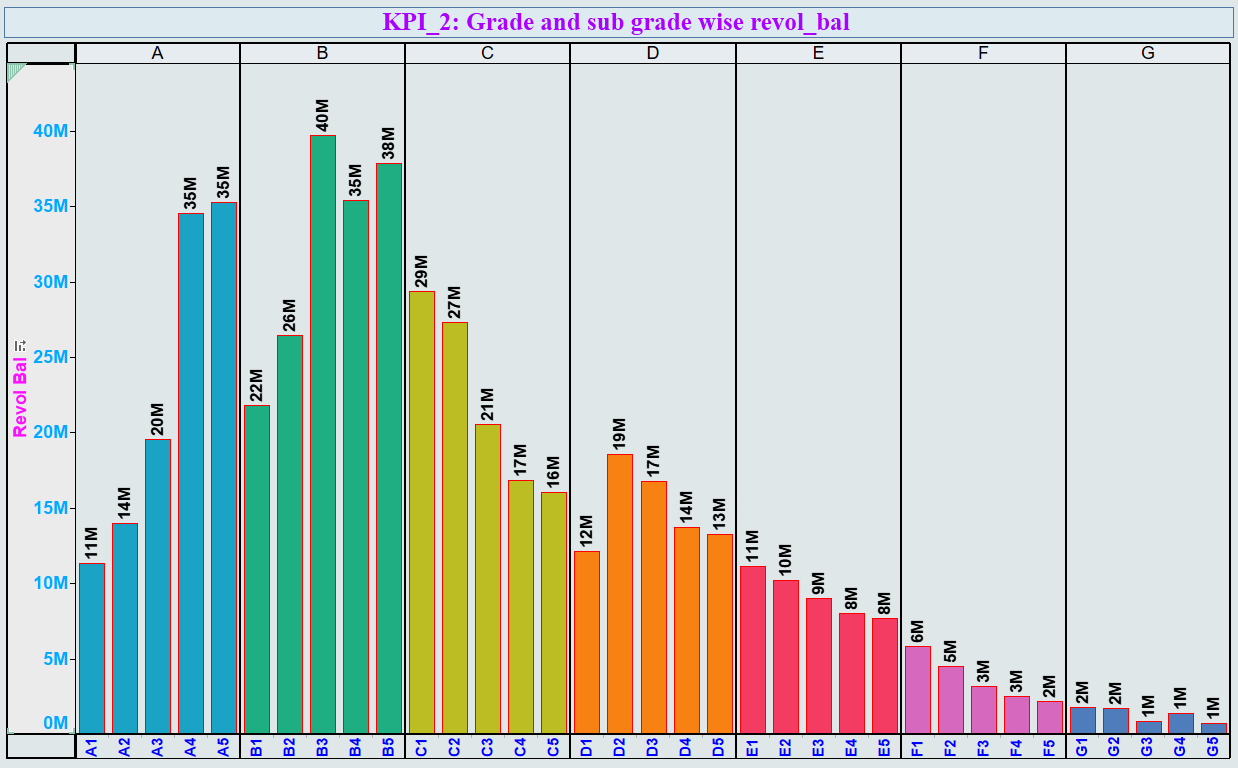 KPI_2: Grade and sub grade wise revol_bal
A B C D E F G
Revol Bal
40M
35M
30M
25M
20M
15M
10M
5M
0M
11M 14M 20M 35M 35M
22M 26M 40M 35M 38M
29M 27M 21M 17M 16M
12M 19M 17M 14M 13M
11M 10M 9M 8M 8M
6M 5M 3M 3M 2M
2M 2M 1M 1M 1M
A1 A2 A3 A4 A5 B1 B2 B3 B4 B5 C1 C2 C3 C4 C5 D1 D2 D3 D4 D5 E1 E2 E3 E4 E5 F1 F2 F3 F4 F5 G1 G2 G3 G4 G5